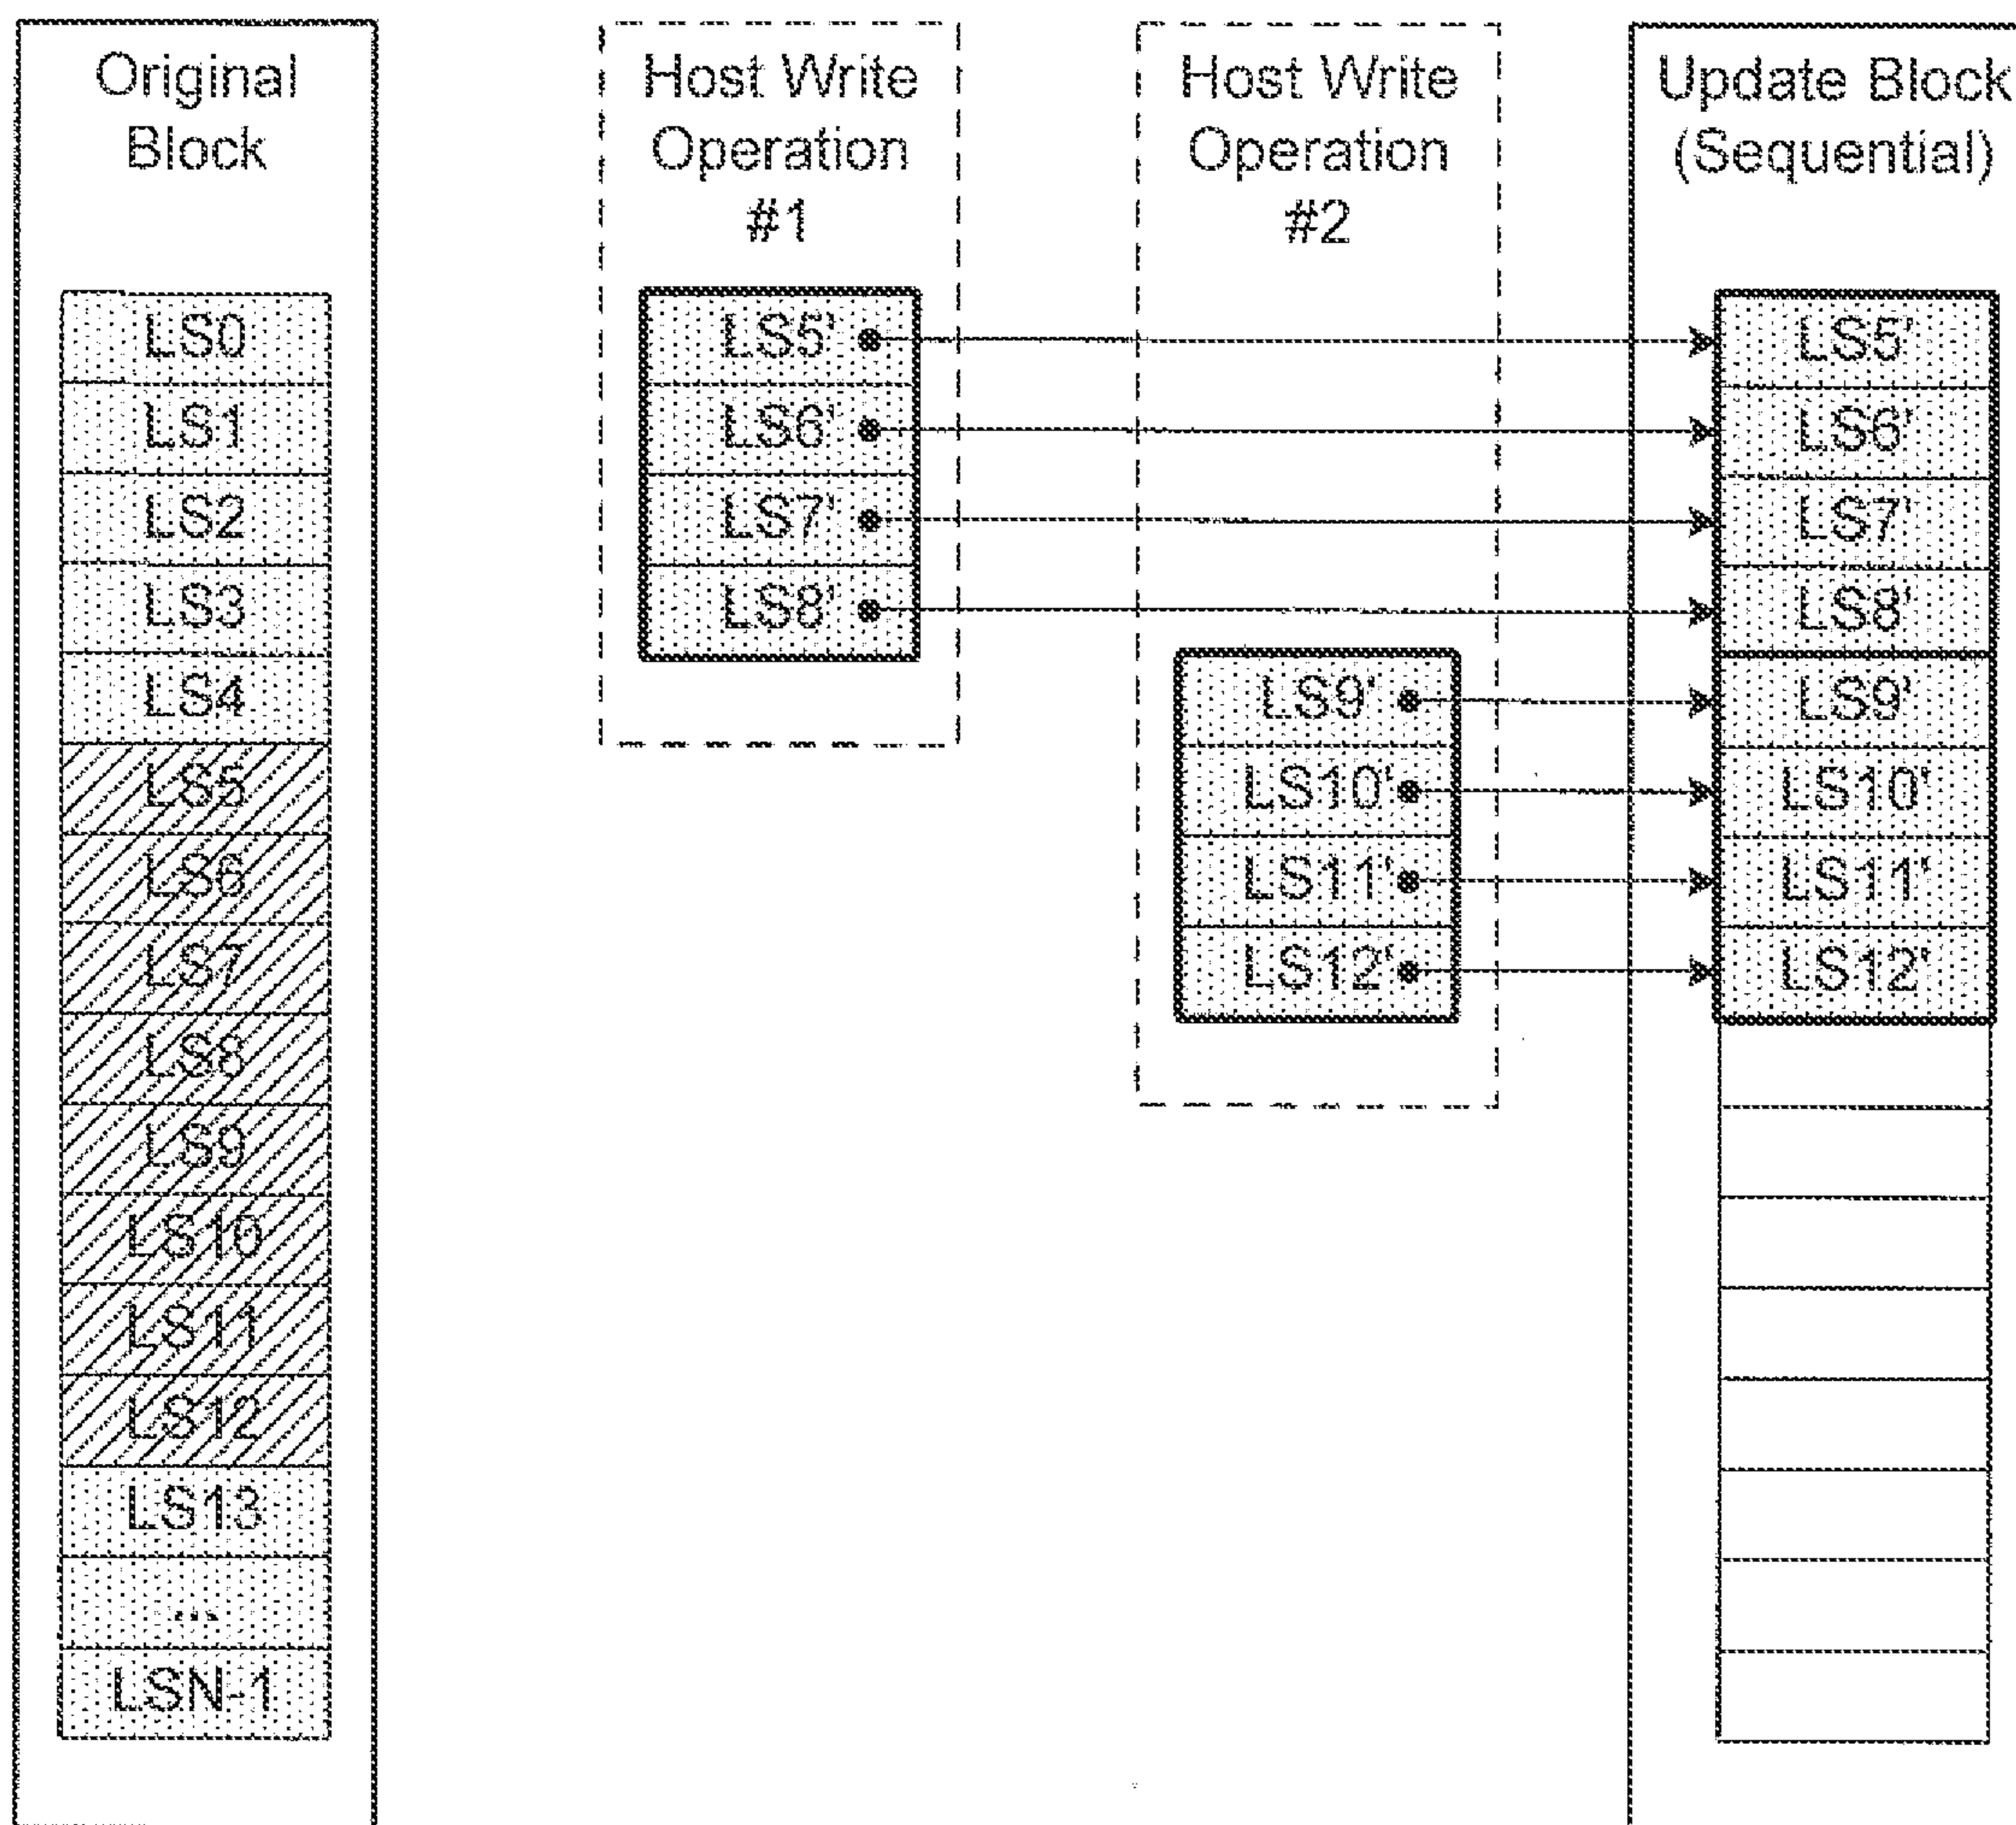 Original
Block
LS0
LS1
LS2
LS3
LS4
LS5
LS6
LS7
LS8
LS9
LS10
LS11
LS12
LS13
...
LSN-1
Host Write
Operation
#1
LS5'
LS6'
LS7'
LS8'
Host Write
Operation
#2
LS9'
LS10'
LS11'
LS12'
Update Block
(Sequential)
LS5'
LS6'
LS7'
LS8'
LS9'
LS10'
LS11'
LS12'